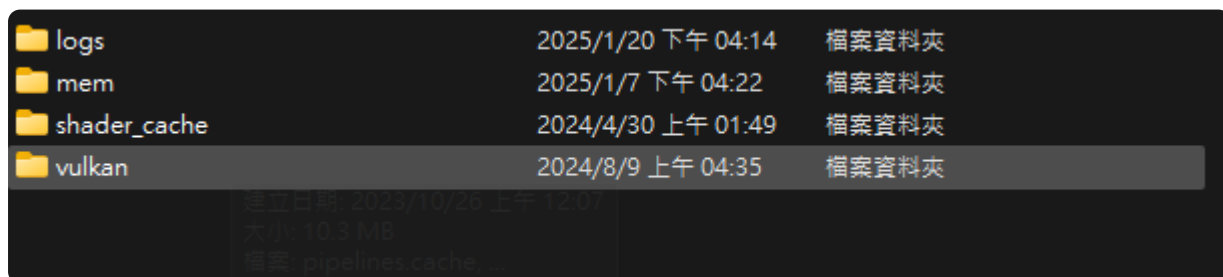 logs 2025/1/20 下午 04:14 檔案資料夾
mem 2025/1/7 下午 04:22 檔案資料夾
shader_cache 2024/4/30 上午 01:49 檔案資料夾
vulkan 2024/8/9 上午 04:35 檔案資料夾
建立日期: 2023/10/26 上午 12:07
大小: 10.3 MB
檔案: pipelines.cache, ...